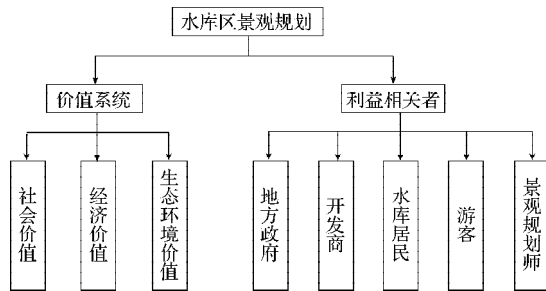 水库区景观规划
价值系统
利益相关者
社会价值
经济价值
生态环境价值
地方政府
开发商
水库居民
游客
景观规划师